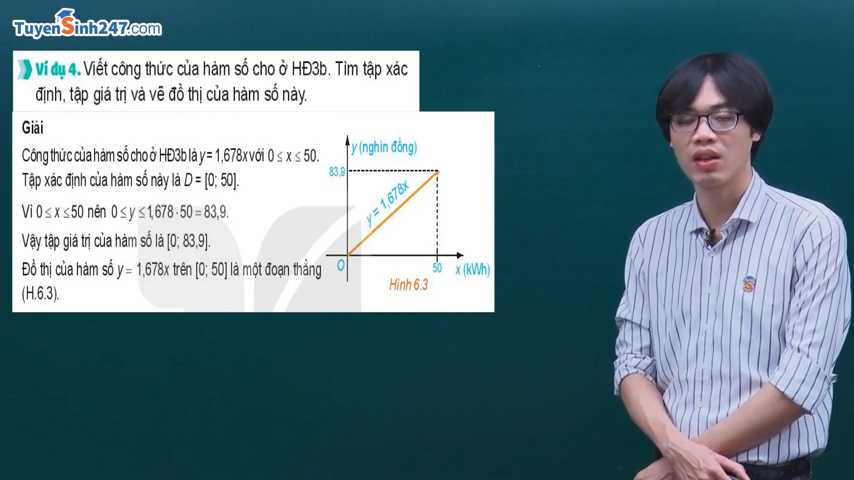 TuyenSinh247.com
Ví dụ 4. Viết công thức của hàm số cho ở HĐ3b. Tìm tập xác
định, tập giá trị và vẽ đồ thị của hàm số này.
Giải
Công thức của hàm số cho ở HĐ3b là y = 1,678x với 0 ≤ x ≤ 50.
Tập xác định của hàm số này là D = [0; 50].
Vì 0 ≤ x ≤ 50 nên 0 ≤ y ≤ 1,678 · 50 = 83,9.
Vậy tập giá trị của hàm số là [0; 83,9].
Đồ thị của hàm số y = 1,678x trên [0; 50] là một đoạn thẳng
(H.6.3).
y (nghìn đồng)
83,9
y = 1,678x
O
50
x (kWh)
Hình 6.3